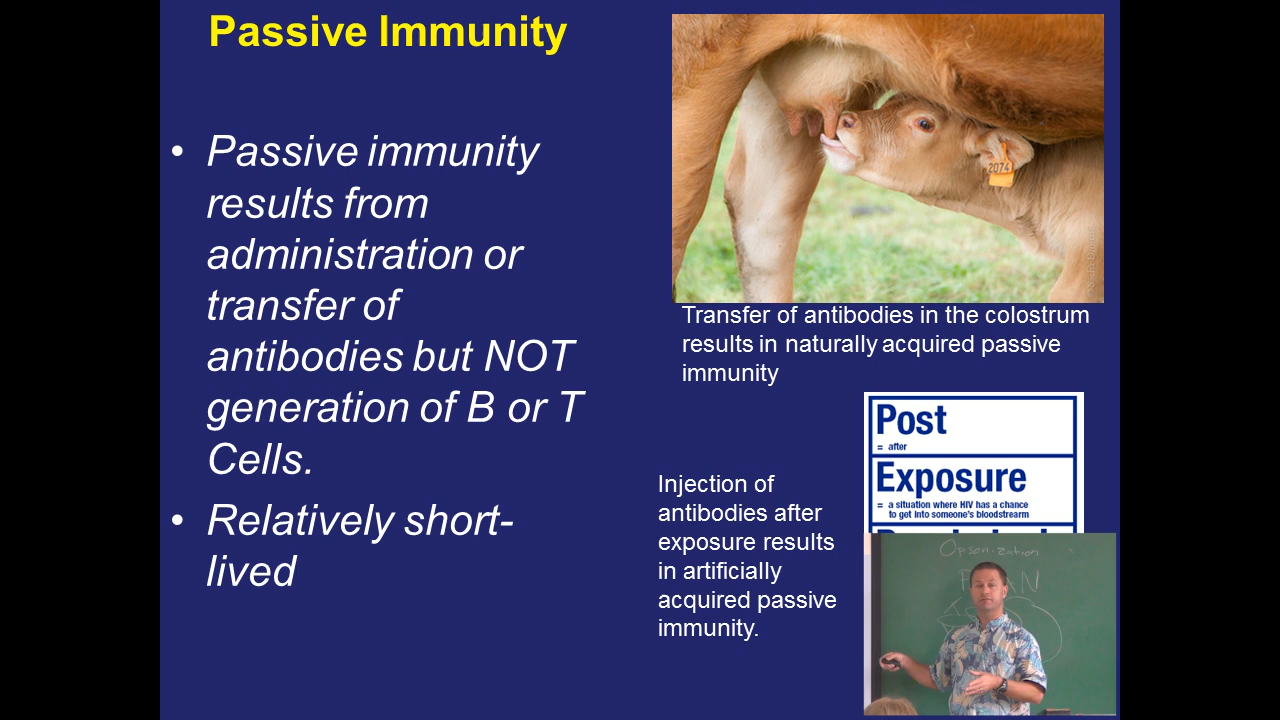 Passive Immunity
• Passive immunity
results from
administration or
transfer of
antibodies but NOT
generation of B or T
Cells.
• Relatively short-
lived
2074
Transfer of antibodies in the colostrum
results in naturally acquired passive
immunity
Injection of
antibodies after
exposure results
in artificially
acquired passive
immunity.
Post
= after
Exposure
= a situation where HIV has a chance
to get into someone's bloodstrearm
Opsonization